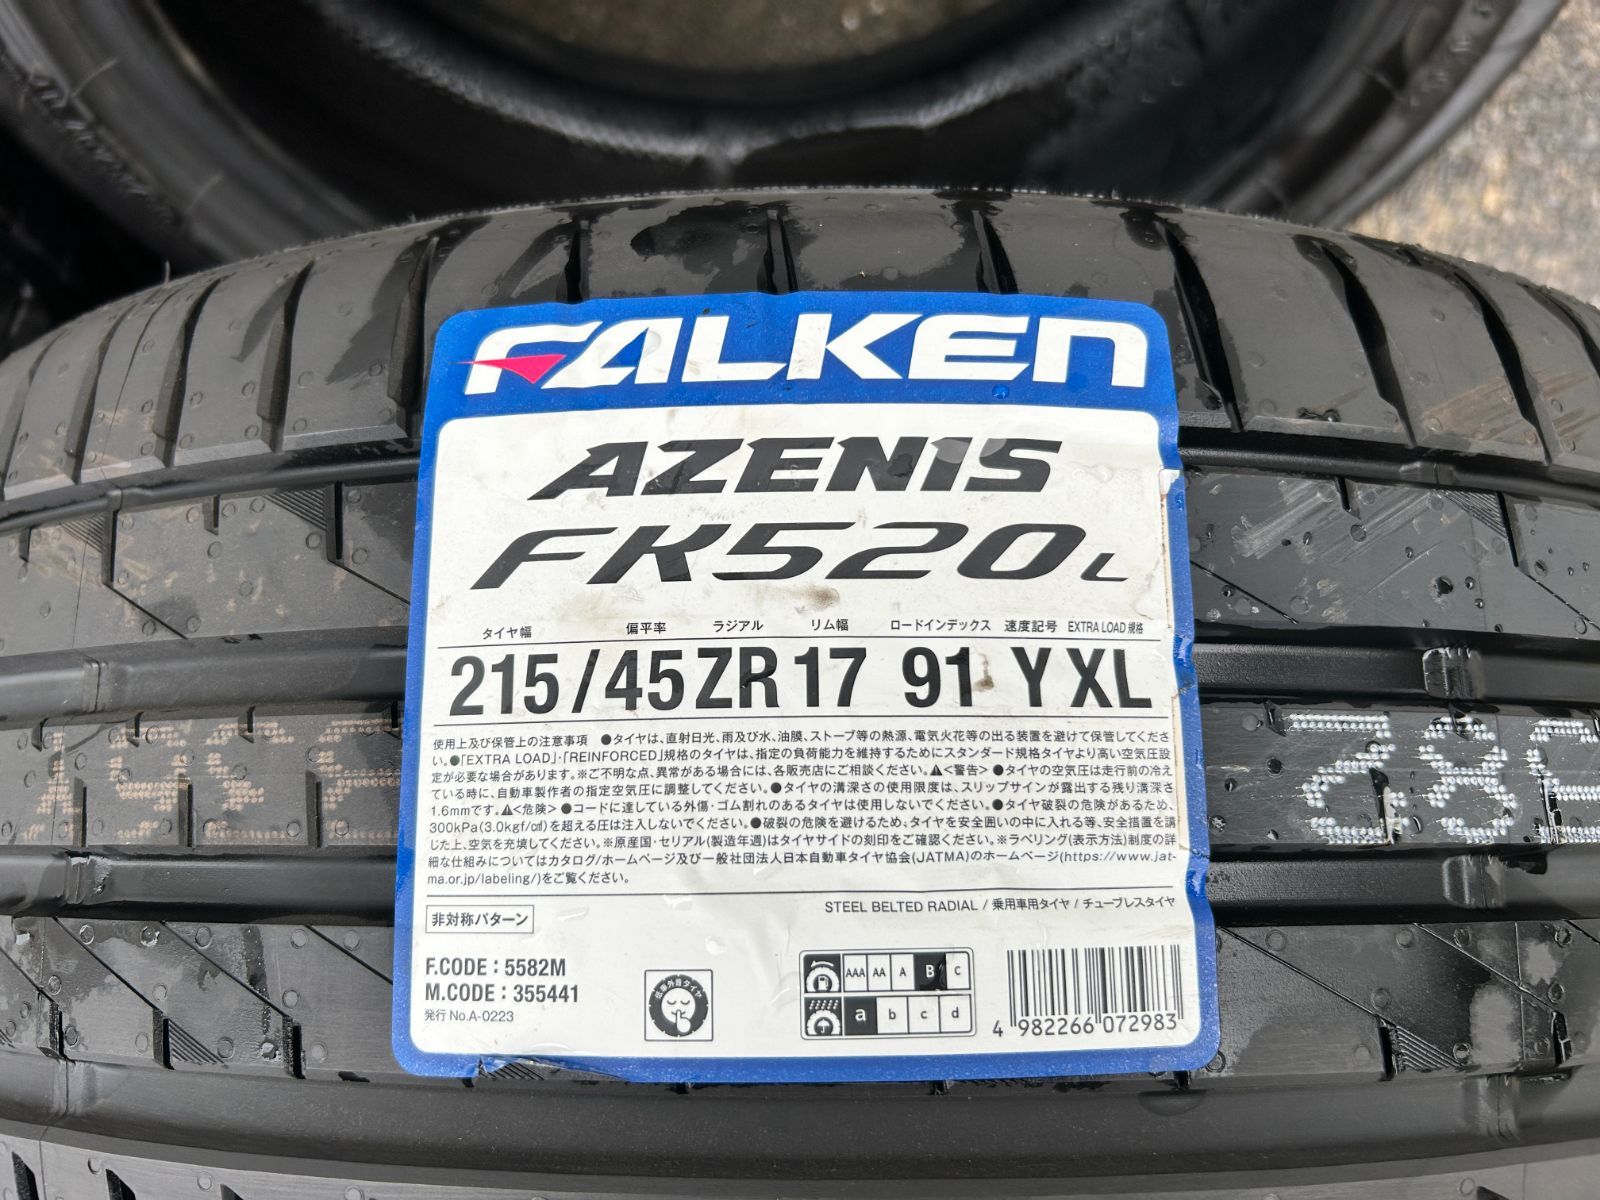 FALKEN
AZENIS
FK520L
タイヤ幅 偏平率 ラジアル リム幅 ロードインデックス 速度記号 EXTRA LOAD規格
215/45ZR17 91 Y XL
使用上及び保管上の注意事項 ●タイヤは、直射日光、雨及び水、油膜、ストーブ等の熱源、電気火花等の出る装置を避けて保管してくださ
い。●「EXTRA LOAD」・「REINFORCED」規格のタイヤは、指定の負荷能力を維持するためにスタンダード規格タイヤより高い空気圧設
定が必要な場合があります。※ご不明な点、異常がある場合には、各販売店にご相談ください。⚠<警告> ●タイヤの空気圧は走行前の冷え
ている時に、自動車製作者の指定空気圧に調整してください。●タイヤの溝深さの使用限度は、スリップサインが露出する残り溝深さ
1.6mmです。⚠<危険> ●コードに達している外傷・ゴム割れのあるタイヤは使用しないでください。●タイヤ破裂の危険があるため、
300kPa(3.0kgf/c㎡)を超える圧は注入しないでください。●破裂の危険を避けるため、タイヤを安全囲いの中に入れる等、安全措置を講
じた上、空気を充填してください。※原産国・セリアル(製造年週)はタイヤサイドの刻印をご確認ください。※ラベリング(表示方法)制度の詳
細な仕組みについてはカタログ/ホームページ及び一般社団法人日本自動車タイヤ協会(JATMA)のホームページ(https://www.jat-
ma.or.jp/labeling/)をご覧ください。
STEEL BELTED RADIAL / 乗用車用タイヤ / チューブレスタイヤ
非対称パターン
F.CODE : 5582M
M.CODE : 355441
発行 No.A-0223
低車外音タイヤ
AAA AA A B C
a b c d
4 982266 072983